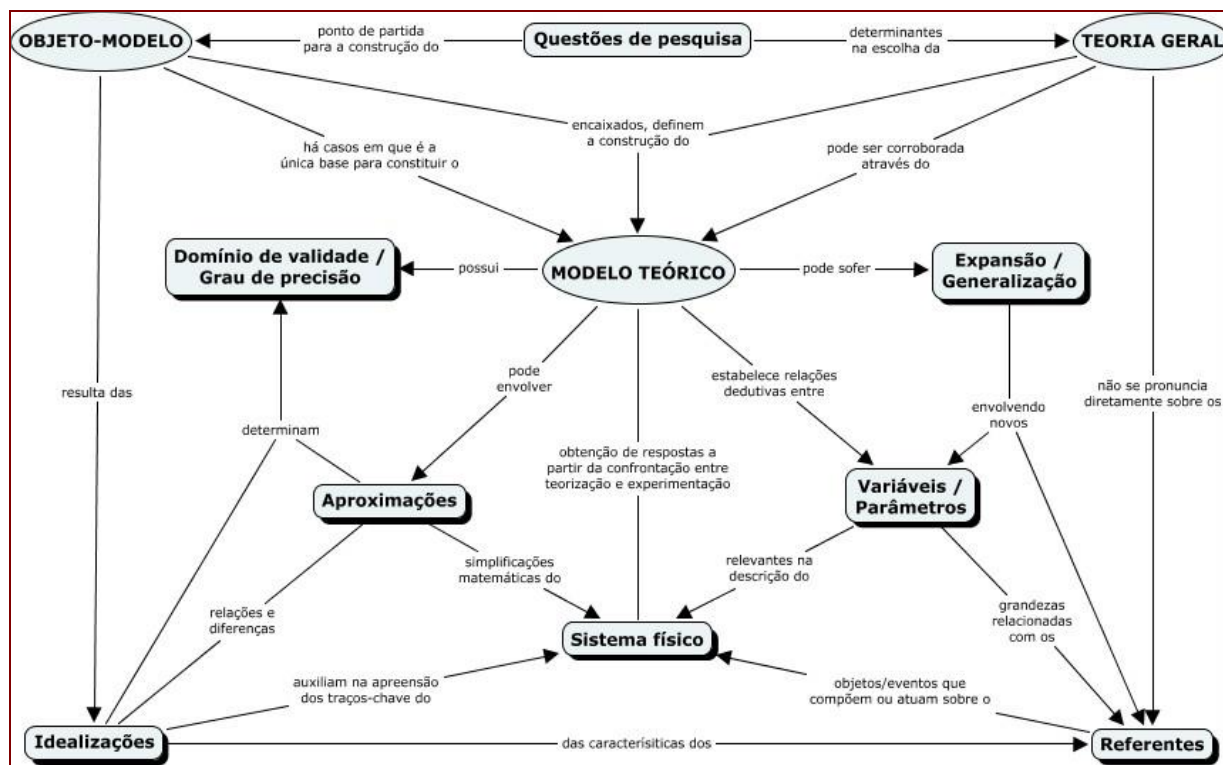 OBJETO-MODELO
ponto de partida
para a construção do
Questões de pesquisa
determinantes
na escolha da
TEORIA GERAL
encaixados, definem
a construção do
há casos em que é a
única base para constituir o
pode ser corroborada
através do
Domínio de validade /
Grau de precisão
possui
MODELO TEÓRICO
pode sofer
Expansão /
Generalização
resulta das
pode
envolver
estabelece relações
dedutivas entre
não se pronuncia
diretamente sobre os
determinam
envolvendo
novos
obtenção de respostas a
partir da confrontação entre
teorização e experimentação
Aproximações
Variáveis /
Parâmetros
simplificações
matemáticas do
relevantes na
descrição do
relações e
diferenças
grandezas
relacionadas
com os
Sistema físico
auxiliam na apreensão
dos traços-chave do
objetos/eventos que
compõem ou atuam sobre o
Idealizações
das caracterísiticas dos
Referentes